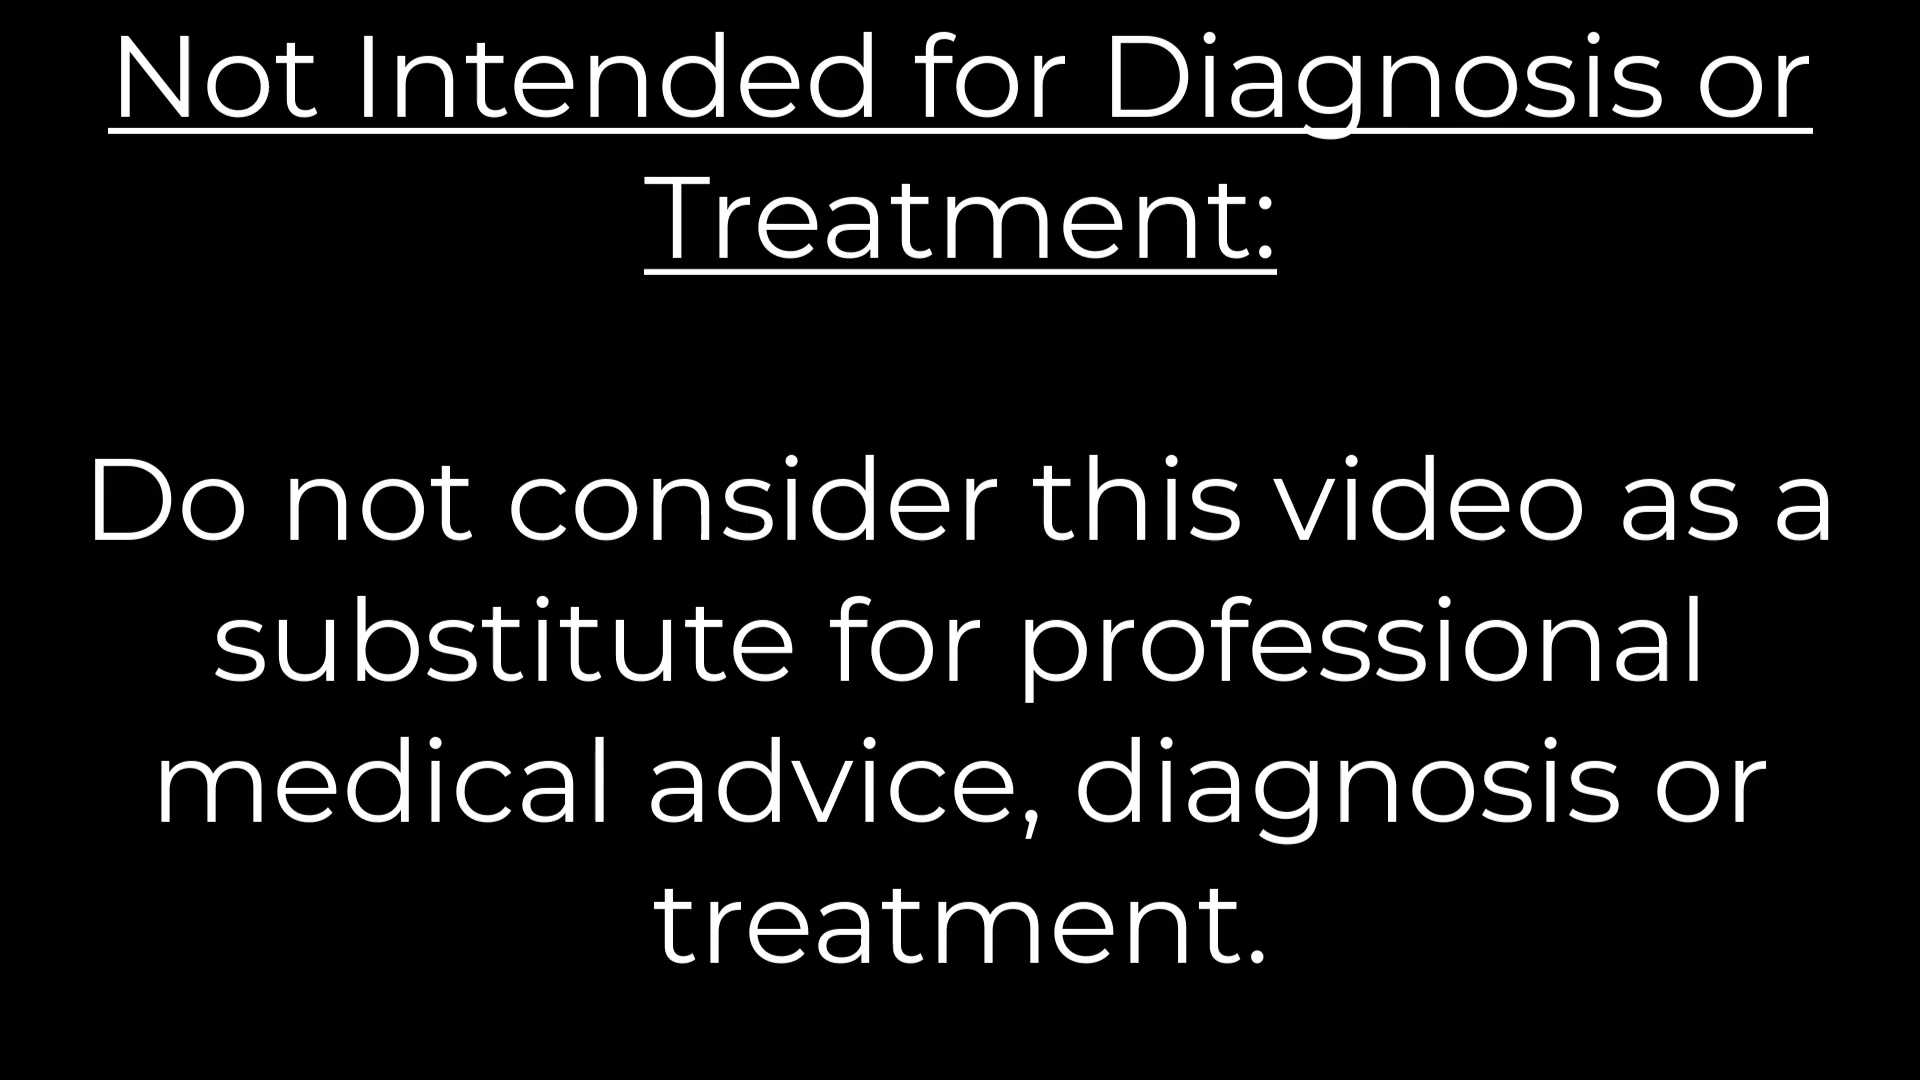 Not Intended for Diagnosis or
Treatment:
Do not consider this video as a
substitute for professional
medical advice, diagnosis or
treatment.